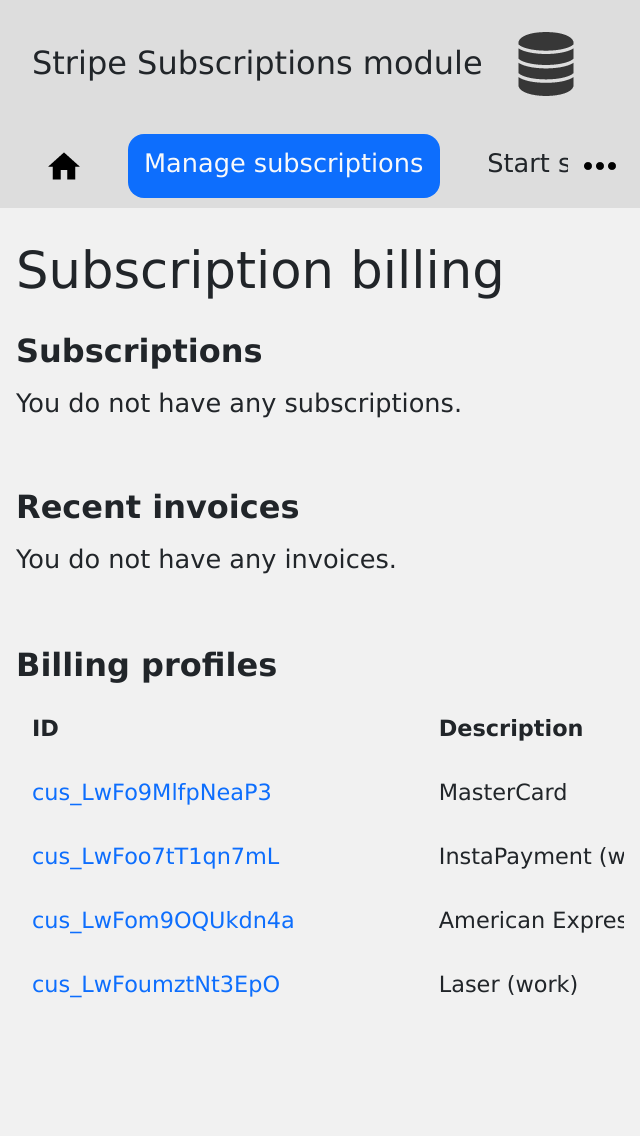 Stripe Subscriptions module
Manage subscriptions Start s
Subscription billing
Subscriptions
You do not have any subscriptions.
Recent invoices
You do not have any invoices.
Billing profiles
ID Description
cus_LwFo9MlfpNeaP3 MasterCard
cus_LwFoo7tT1qn7mL InstaPayment (w
cus_LwFom9OQUkdn4a American Expres
cus_LwFoumztNt3EpO Laser (work)